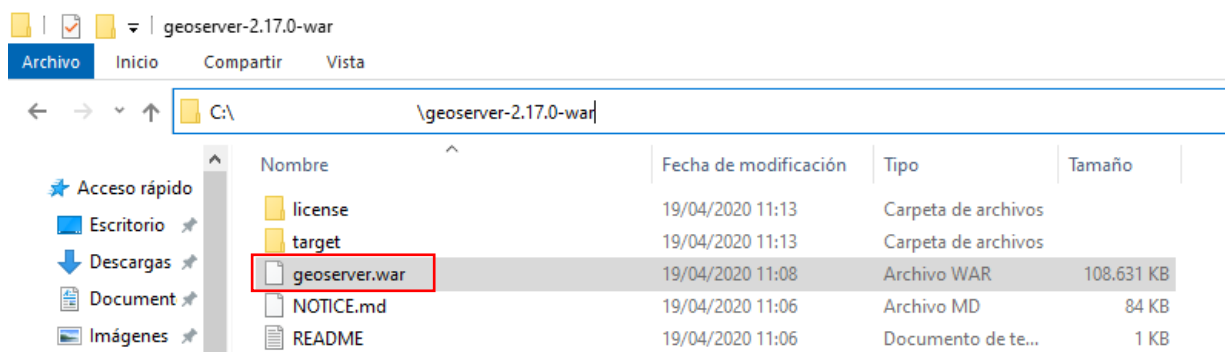 geoserver-2.17.0-war
Archivo Inicio Compartir Vista
C:\ \geoserver-2.17.0-war
Nombre Fecha de modificación Tipo Tamaño
Acceso rápido
Escritorio
Descargas
Document
Imágenes
license 19/04/2020 11:13 Carpeta de archivos
target 19/04/2020 11:13 Carpeta de archivos
geoserver.war 19/04/2020 11:08 Archivo WAR 108.631 KB
NOTICE.md 19/04/2020 11:06 Archivo MD 84 KB
README 19/04/2020 11:06 Documento de te... 1 KB